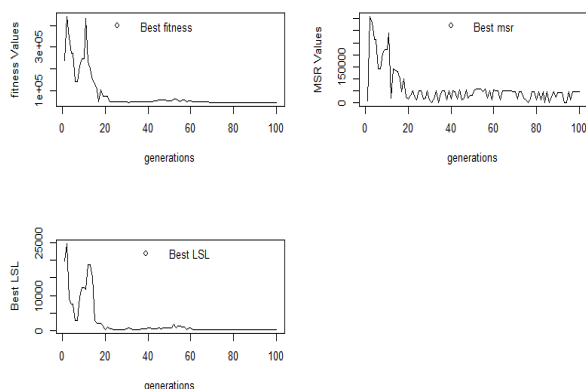 fitness Values
1e+05
3e+05
Best fitness
0 20 40 60 80 100
generations
MSR Values
0
150000
Best msr
0 20 40 60 80 100
generations
Best LSL
0
10000
25000
Best LSL
0 20 40 60 80 100
generations